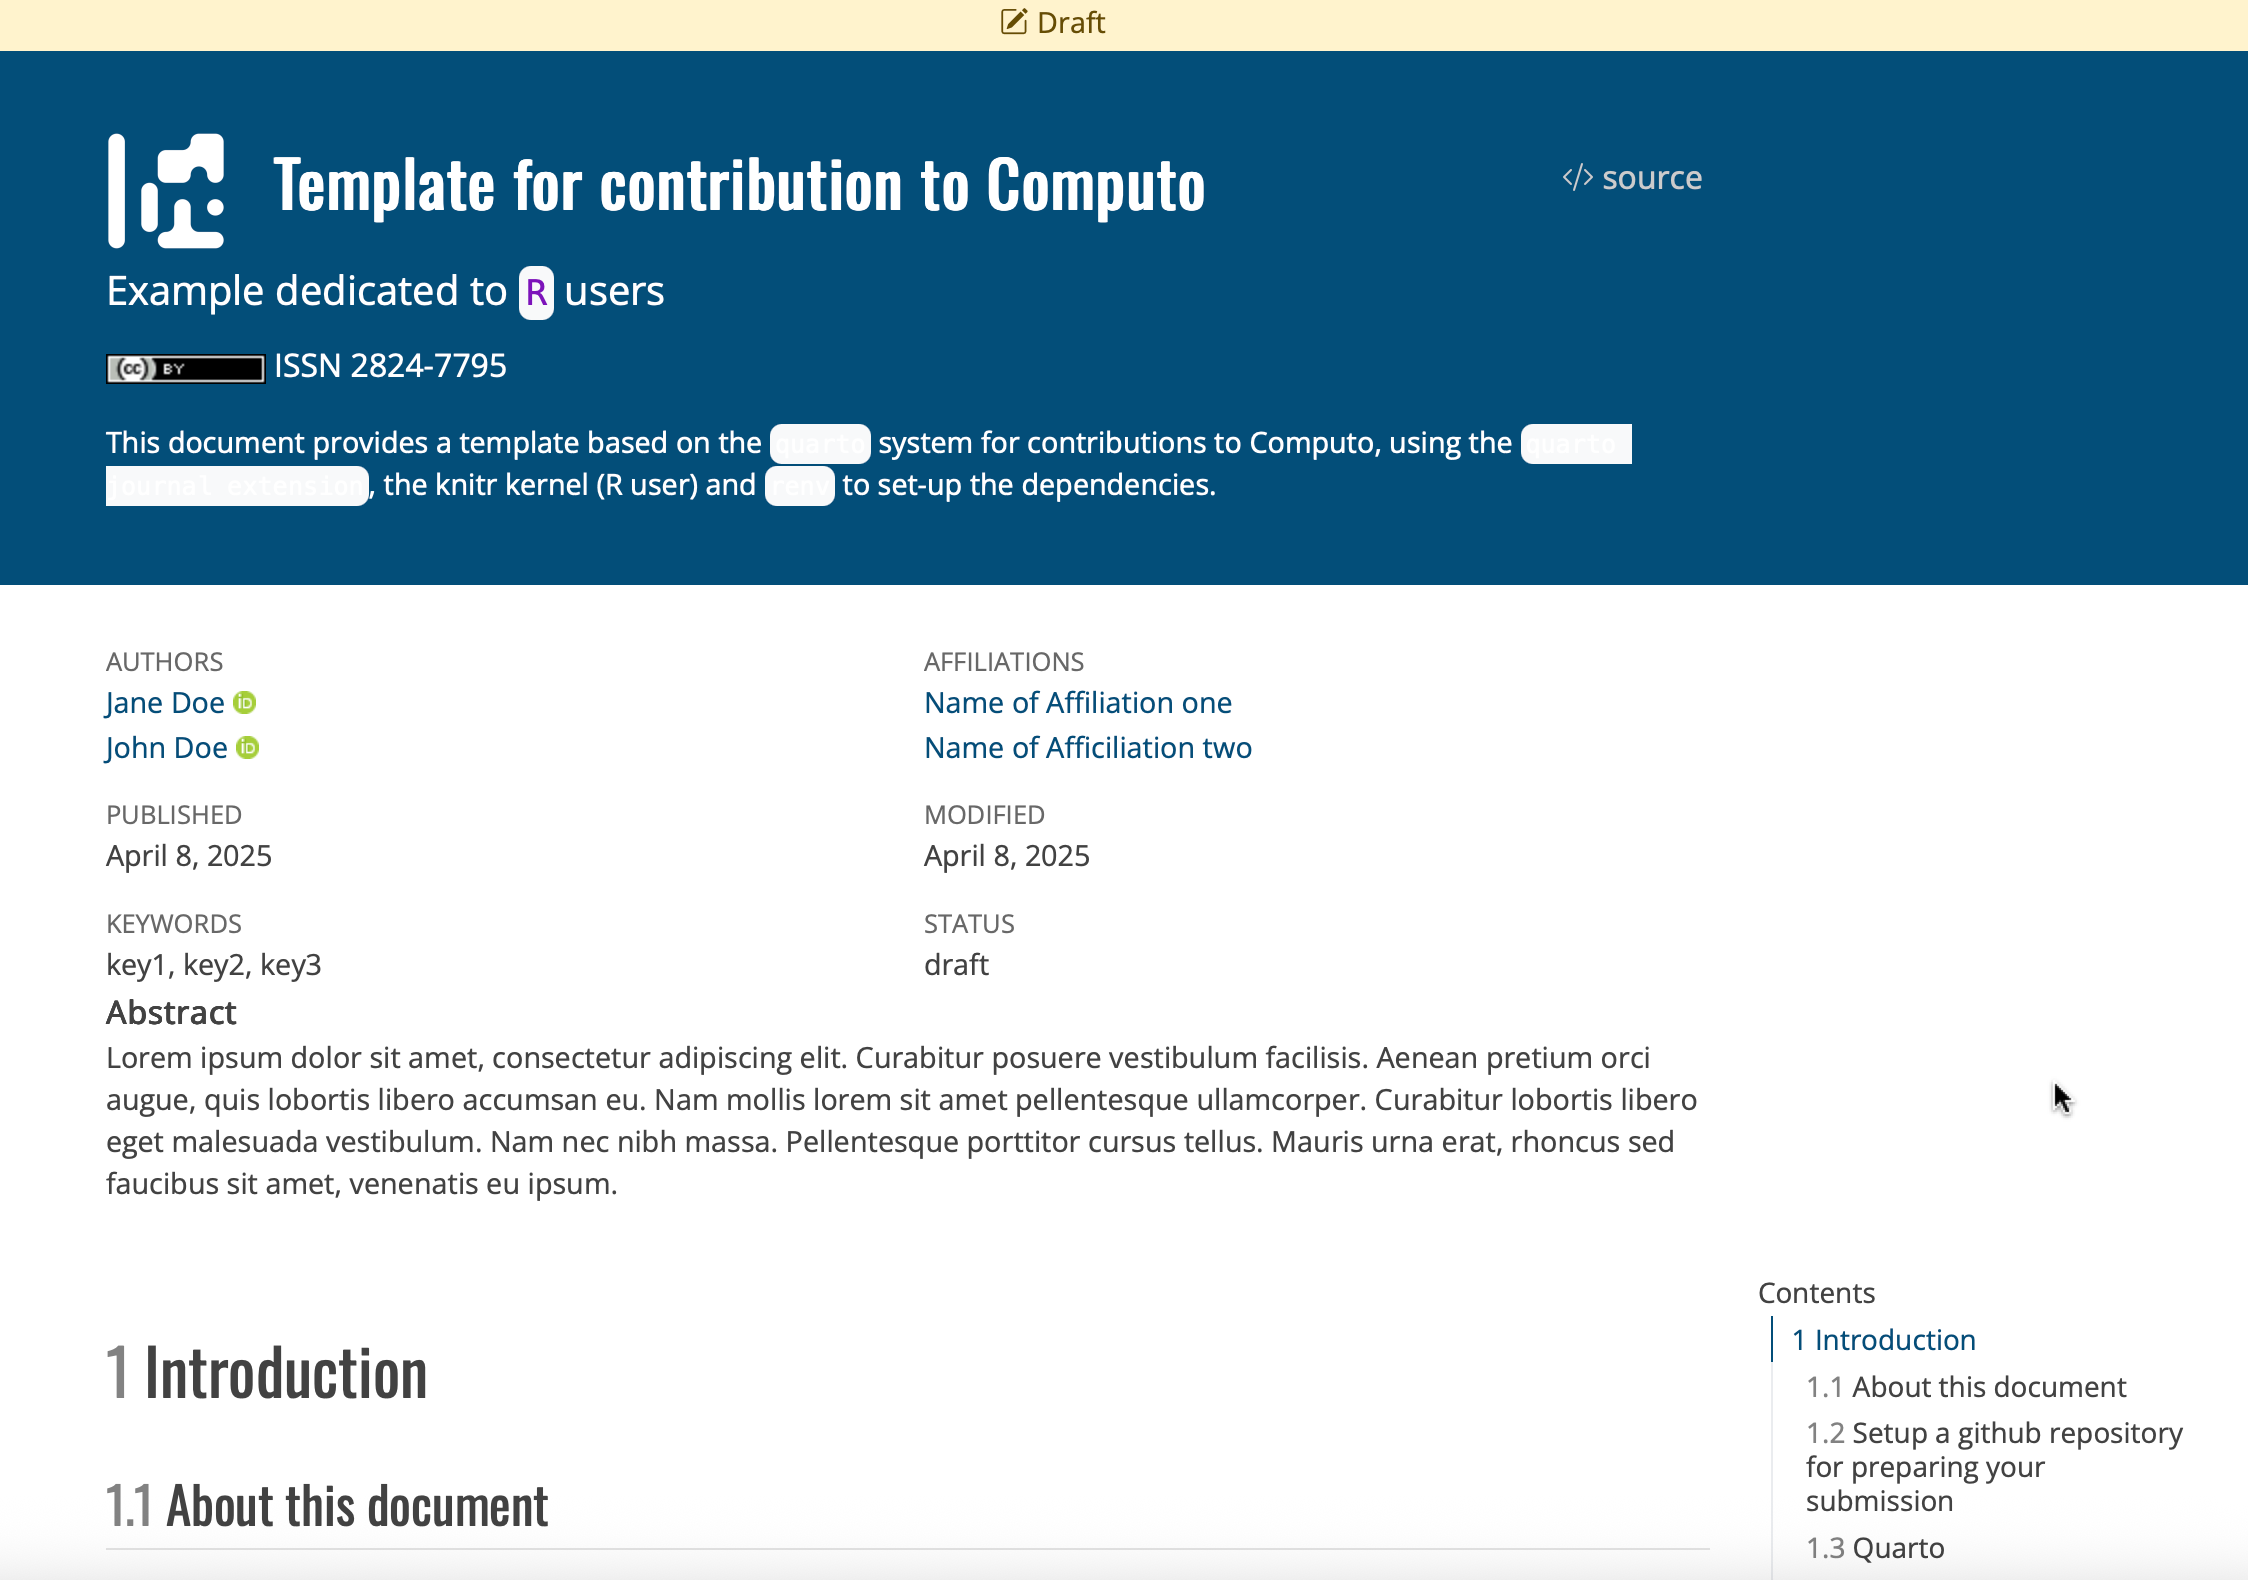 Draft
Template for contribution to Computo
</> source
Example dedicated to R users
(cc) BY ISSN 2824-7795
This document provides a template based on the quarto system for contributions to Computo, using the quarto
journal extension, the knitr kernel (R user) and renv to set-up the dependencies.
AUTHORS
Jane Doe iD
John Doe iD
AFFILIATIONS
Name of Affiliation one
Name of Afficiliation two
PUBLISHED
April 8, 2025
MODIFIED
April 8, 2025
KEYWORDS
key1, key2, key3
STATUS
draft
Abstract
Lorem ipsum dolor sit amet, consectetur adipiscing elit. Curabitur posuere vestibulum facilisis. Aenean pretium orci
augue, quis lobortis libero accumsan eu. Nam mollis lorem sit amet pellentesque ullamcorper. Curabitur lobortis libero
eget malesuada vestibulum. Nam nec nibh massa. Pellentesque porttitor cursus tellus. Mauris urna erat, rhoncus sed
faucibus sit amet, venenatis eu ipsum.
1 Introduction
1.1 About this document
Contents
1 Introduction
1.1 About this document
1.2 Setup a github repository
for preparing your
submission
1.3 Quarto